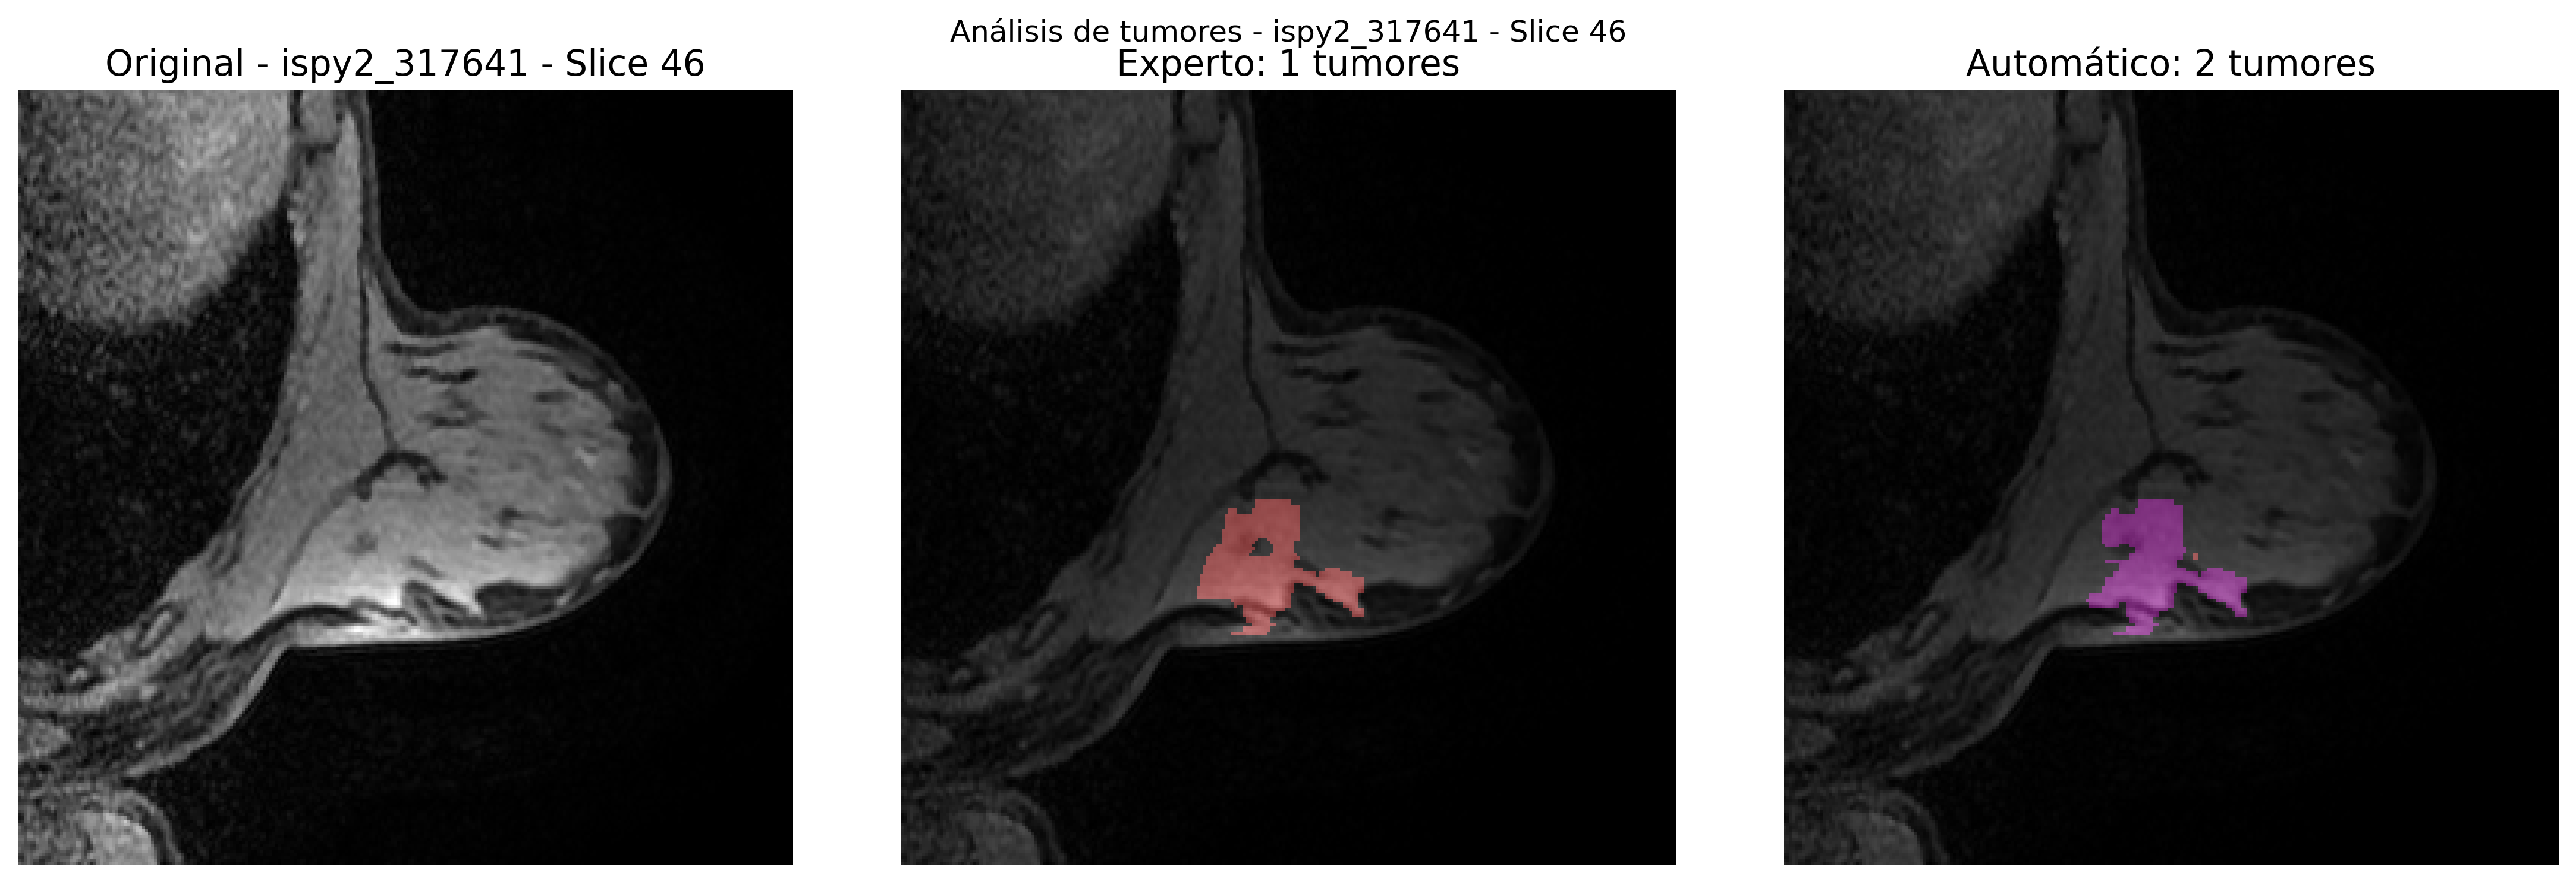 Análisis de tumores - ispy2_317641 - Slice 46
Original - ispy2_317641 - Slice 46
Experto: 1 tumores
Automático: 2 tumores